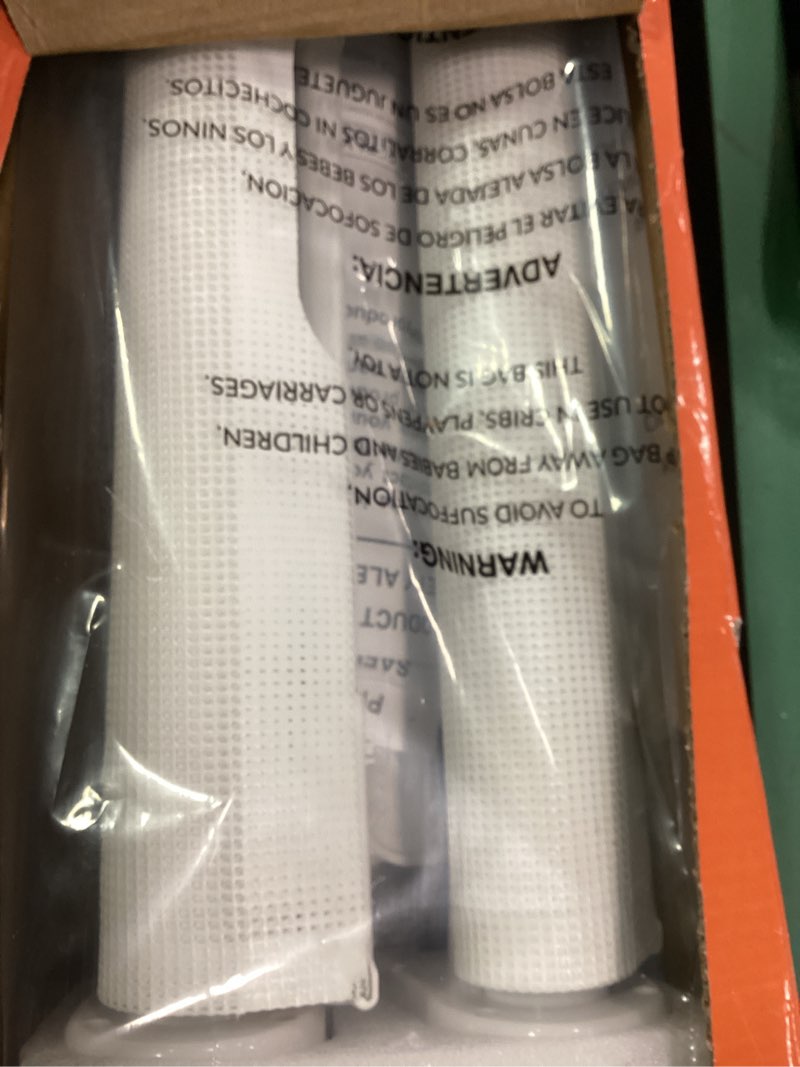 WARNING:
TO AVOID SUFFOCATION,
BAG AWAY FROM BABIES AND CHILDREN.
OT USE IN CRIBS, PLAYPENS OR CARRIAGES.
THIS BAG IS NOT A TOY.
ADVERTENCIA:
A EVITAR EL PELIGRO DE SOFOCACION,
LA BOLSA ALEJADA DE LOS BEBES Y LOS NINOS.
ICE EN CUNAS, CORRALITOS NI COCHECITOS.
ESTA BOLSA NO ES UN JUGUETE